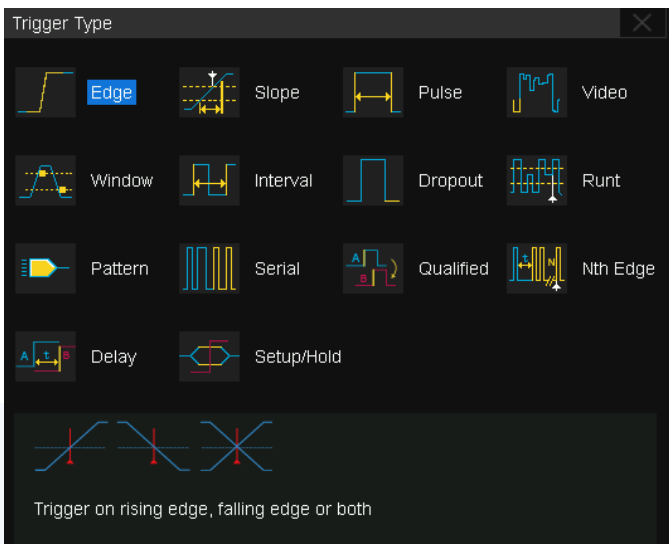 Trigger Type
Edge Slope Pulse Video
Window Interval Dropout Runt
Pattern Serial A B Qualified t N Nth Edge
A t B Delay Setup/Hold
Trigger on rising edge, falling edge or both